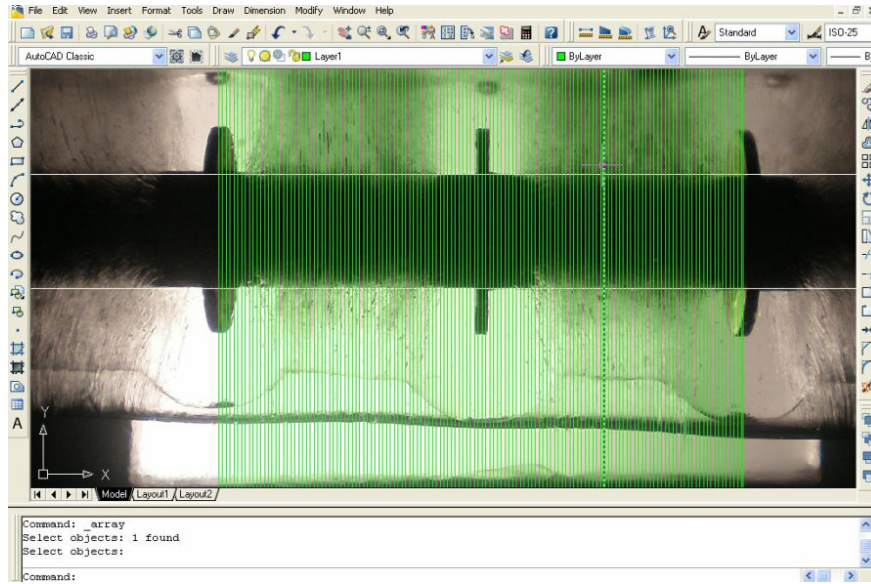 File Edit View Insert Format Tools Draw Dimension Modify Window Help
A Standard ISO-25
AutoCAD Classic Layer1 ByLayer ByLayer
Y
X
A
Model Layout1 Layout2
Command: _array
Select objects: 1 found
Select objects:
Command: